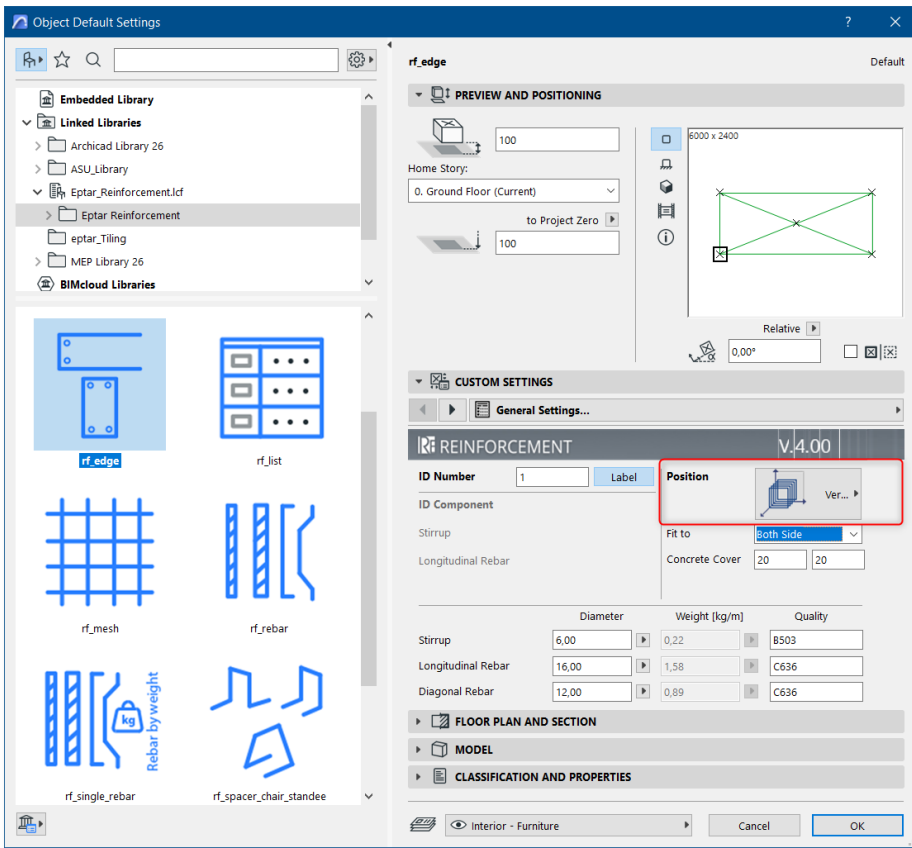 Object Default Settings
Embedded Library
Linked Libraries
Archicad Library 26
ASU_Library
Eptar_Reinforcement.lcf
Eptar Reinforcement
eptar_Tiling
MEP Library 26
BIMcloud Libraries
rf_edge
rf_list
rf_mesh
rf_rebar
kg
Rebar by weight
rf_single_rebar
rf_spacer_chair_standee
rf_edge
Default
PREVIEW AND POSITIONING
100
Home Story:
0. Ground Floor (Current)
to Project Zero
100
6000 x 2400
Relative
α
0,00°
CUSTOM SETTINGS
General Settings...
RE REINFORCEMENT V.4.00
ID Number 1 Label
ID Component
Stirrup
Longitudinal Rebar
Position Ver...
Fit to Both Side
Concrete Cover 20 20
Diameter Weight [kg/m] Quality
Stirrup 6,00 0,22 B503
Longitudinal Rebar 16,00 1,58 C636
Diagonal Rebar 12,00 0,89 C636
FLOOR PLAN AND SECTION
MODEL
CLASSIFICATION AND PROPERTIES
Interior - Furniture
Cancel
OK